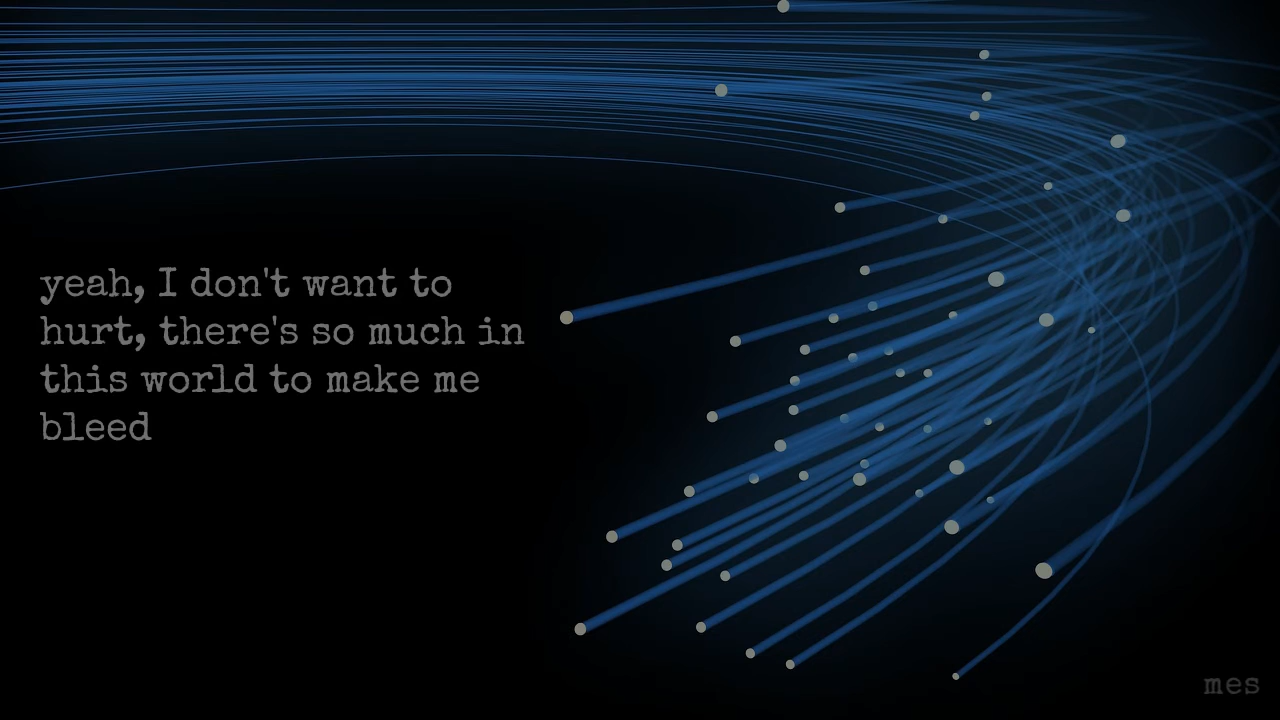 yeah, I don't want to
hurt, there's so much in
this world to make me
bleed
mes